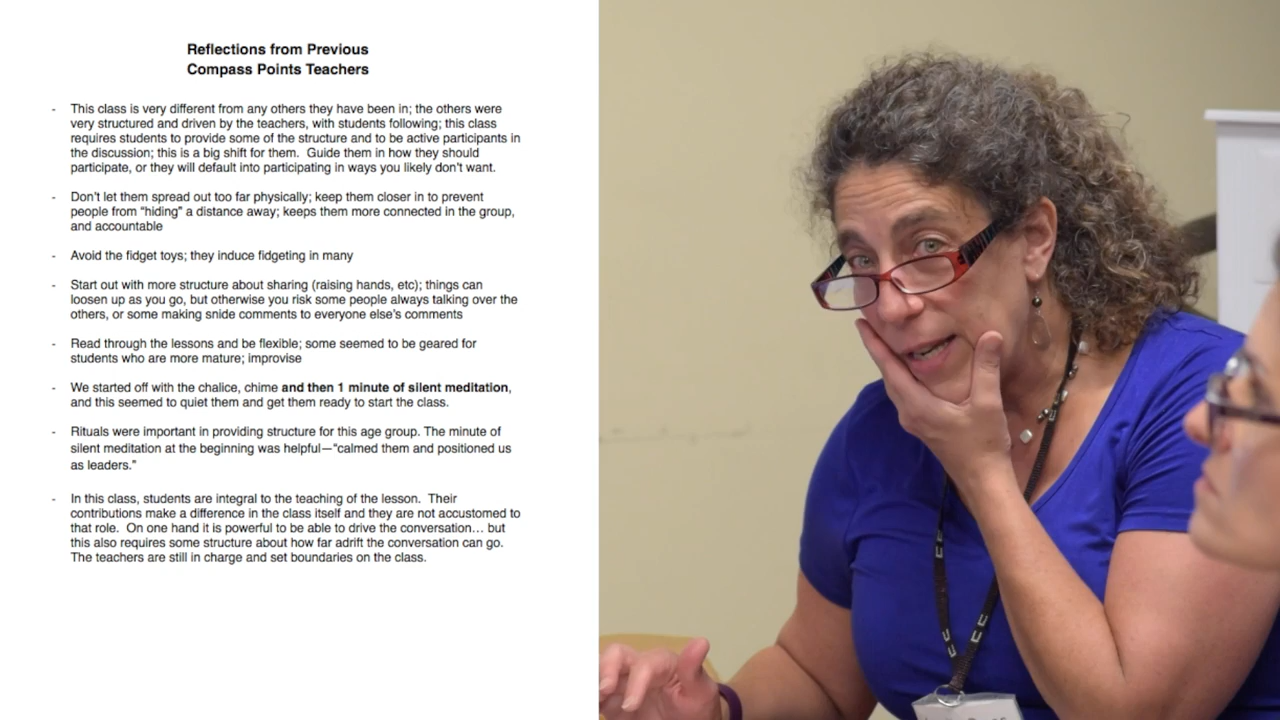 Reflections from Previous
Compass Points Teachers
- This class is very different from any others they have been in; the others were
very structured and driven by the teachers, with students following; this class
requires students to provide some of the structure and to be active participants in
the discussion; this is a big shift for them.  Guide them in how they should
participate, or they will default into participating in ways you likely don’t want.
- Don’t let them spread out too far physically; keep them closer in to prevent
people from “hiding” a distance away; keeps them more connected in the group,
and accountable
- Avoid the fidget toys; they induce fidgeting in many
- Start out with more structure about sharing (raising hands, etc); things can
loosen up as you go, but otherwise you risk some people always talking over the
others, or some making snide comments to everyone else’s comments
- Read through the lessons and be flexible; some seemed to be geared for
students who are more mature; improvise
- We started off with the chalice, chime and then 1 minute of silent meditation,
and this seemed to quiet them and get them ready to start the class.
- Rituals were important in providing structure for this age group. The minute of
silent meditation at the beginning was helpful—“calmed them and positioned us
as leaders.”
- In this class, students are integral to the teaching of the lesson.  Their
contributions make a difference in the class itself and they are not accustomed to
that role.  On one hand it is powerful to be able to drive the conversation… but
this also requires some structure about how far adrift the conversation can go.
The teachers are still in charge and set boundaries on the class.